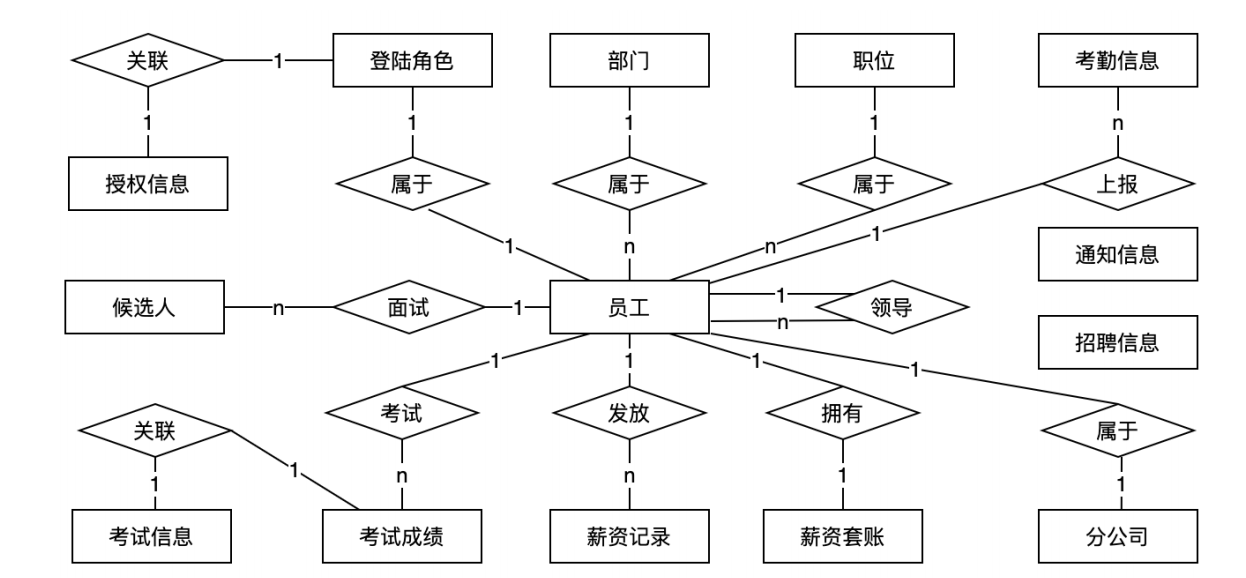 关联
1
登陆角色
部门
职位
考勤信息
1
1
1
1
n
授权信息
属于
属于
属于
上报
1
n
n
1
通知信息
候选人
n
面试
1
员工
1
n
领导
招聘信息
1
1
1
1
关联
考试
发放
拥有
属于
1
1
n
n
1
1
考试信息
考试成绩
薪资记录
薪资套账
分公司